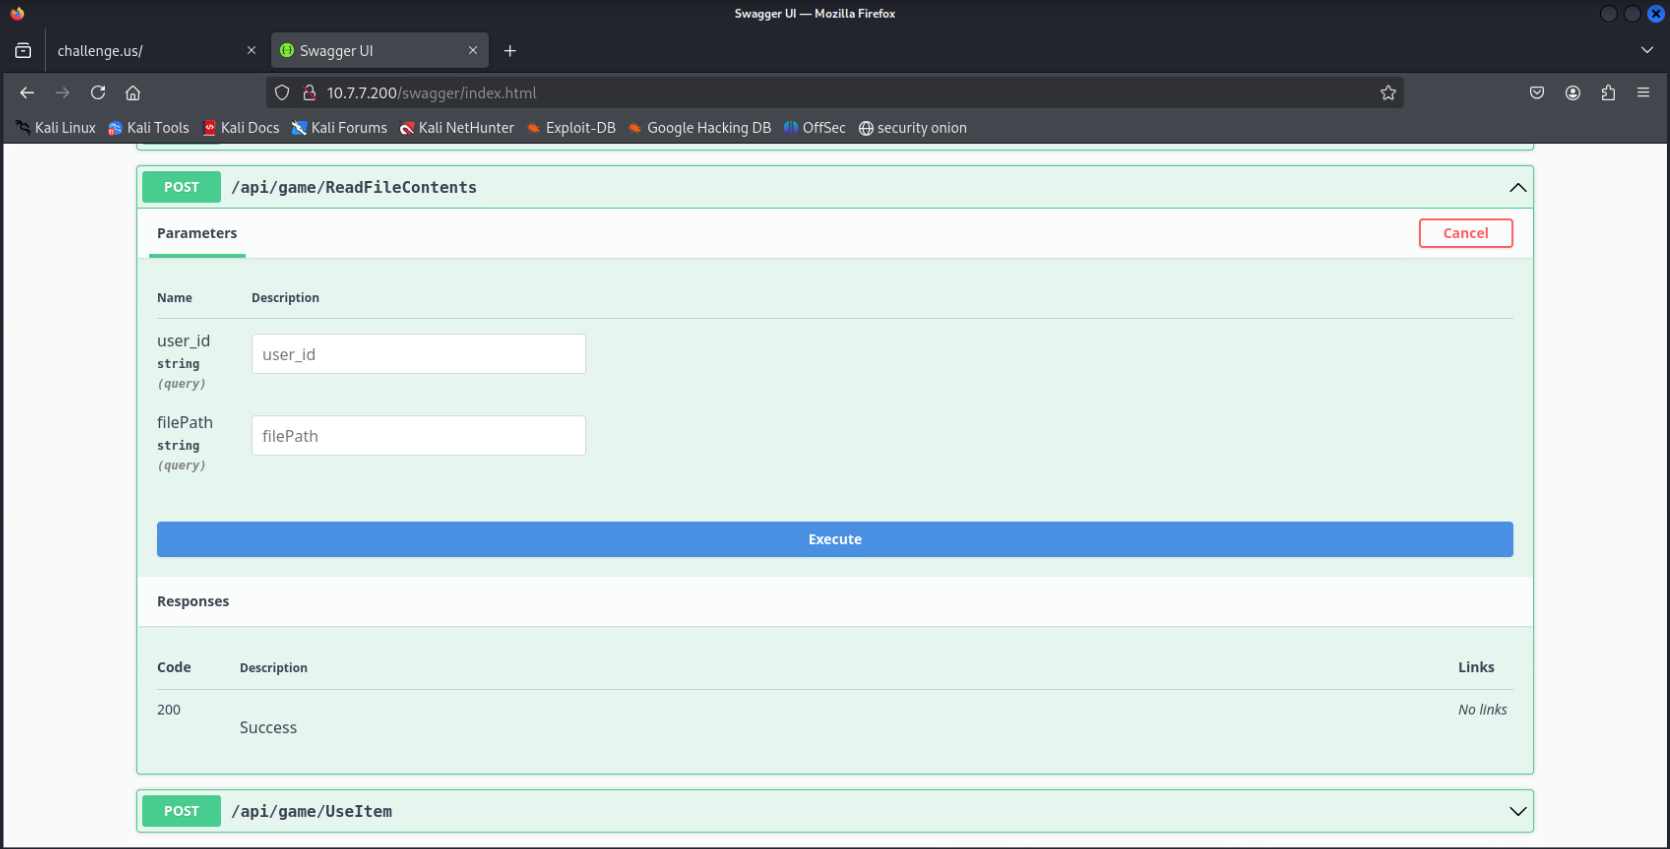 Swagger UI — Mozilla Firefox
challenge.us/
Swagger UI
10.7.7.200/swagger/index.html
Kali Linux Kali Tools Kali Docs Kali Forums Kali NetHunter Exploit-DB Google Hacking DB OffSec security onion
POST /api/game/ReadFileContents
Parameters Cancel
Name Description
user_id
string
(query)
user_id
filePath
string
(query)
filePath
Execute
Responses
Code Description Links
200 No links
Success
POST /api/game/UseItem